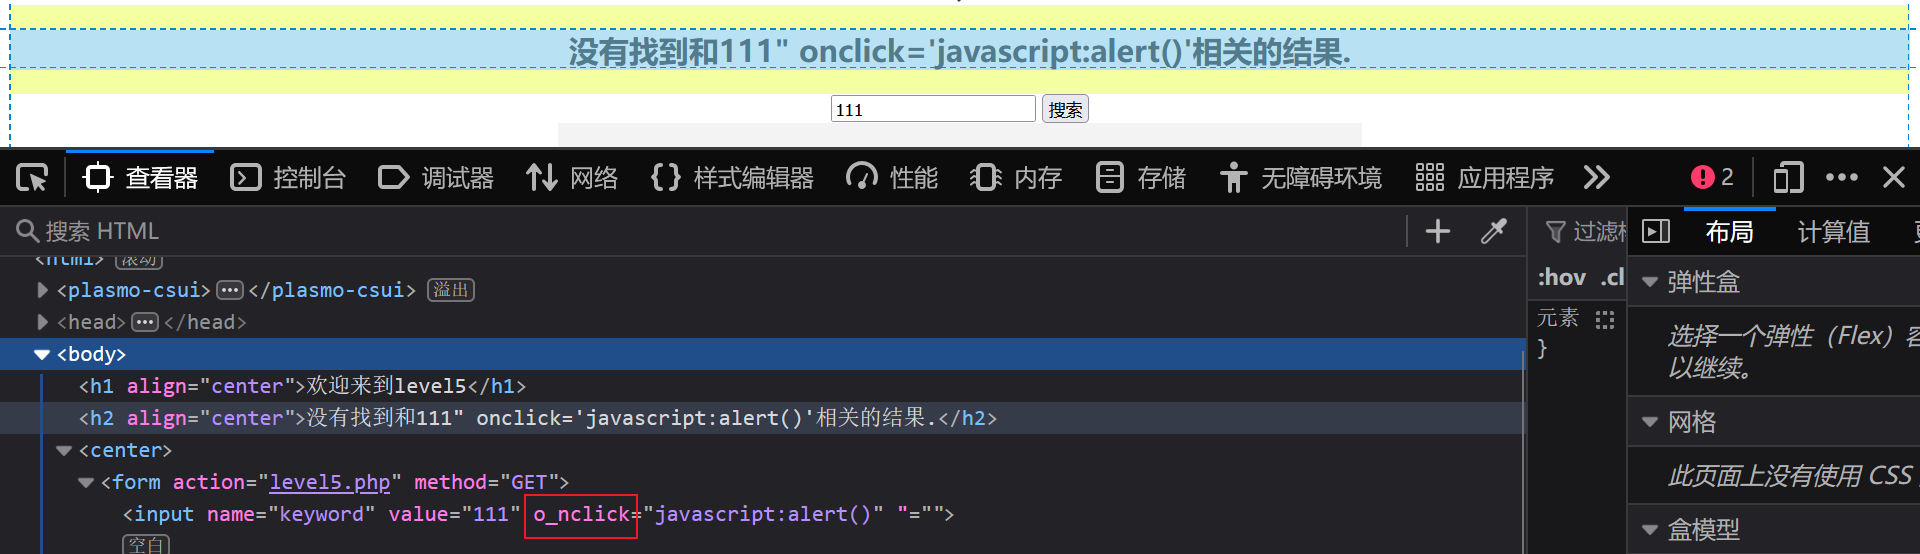 没有找到和111" onclick='javascript:alert()'相关的结果.
111 搜索
查看器 控制台 调试器 网络 样式编辑器 性能 内存 存储 无障碍环境 应用程序 2
搜索 HTML
过滤 布局 计算值
<html> 滚动
:hov .cl
弹性盒
<plasmo-csui> ••• </plasmo-csui> 溢出
<head> ••• </head>
元素
}
选择一个弹性（Flex）容
以继续。
<body>
<h1 align="center">欢迎来到level5</h1>
<h2 align="center">没有找到和111" onclick='javascript:alert()'相关的结果.</h2>
网格
<center>
<form action="level5.php" method="GET">
此页面上没有使用 CSS
<input name="keyword" value="111" o_nclick="javascript:alert()" "="">
盒模型
空白